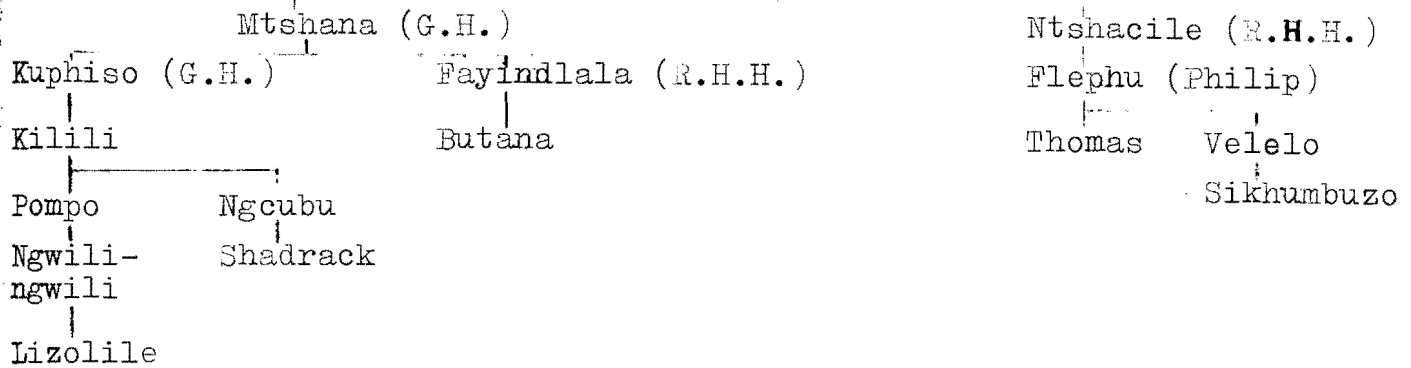 Mtshana (G.H.) Ntshacile (R.H.H.)
Kuphiso (G.H.) Fayindlala (R.H.H.) Flephu (Philip)
Kilili Butana Thomas Velelo
Pompo Ngcubu Sikhumbuzo
Ngwili- Shadrack
ngwili
Lizolile